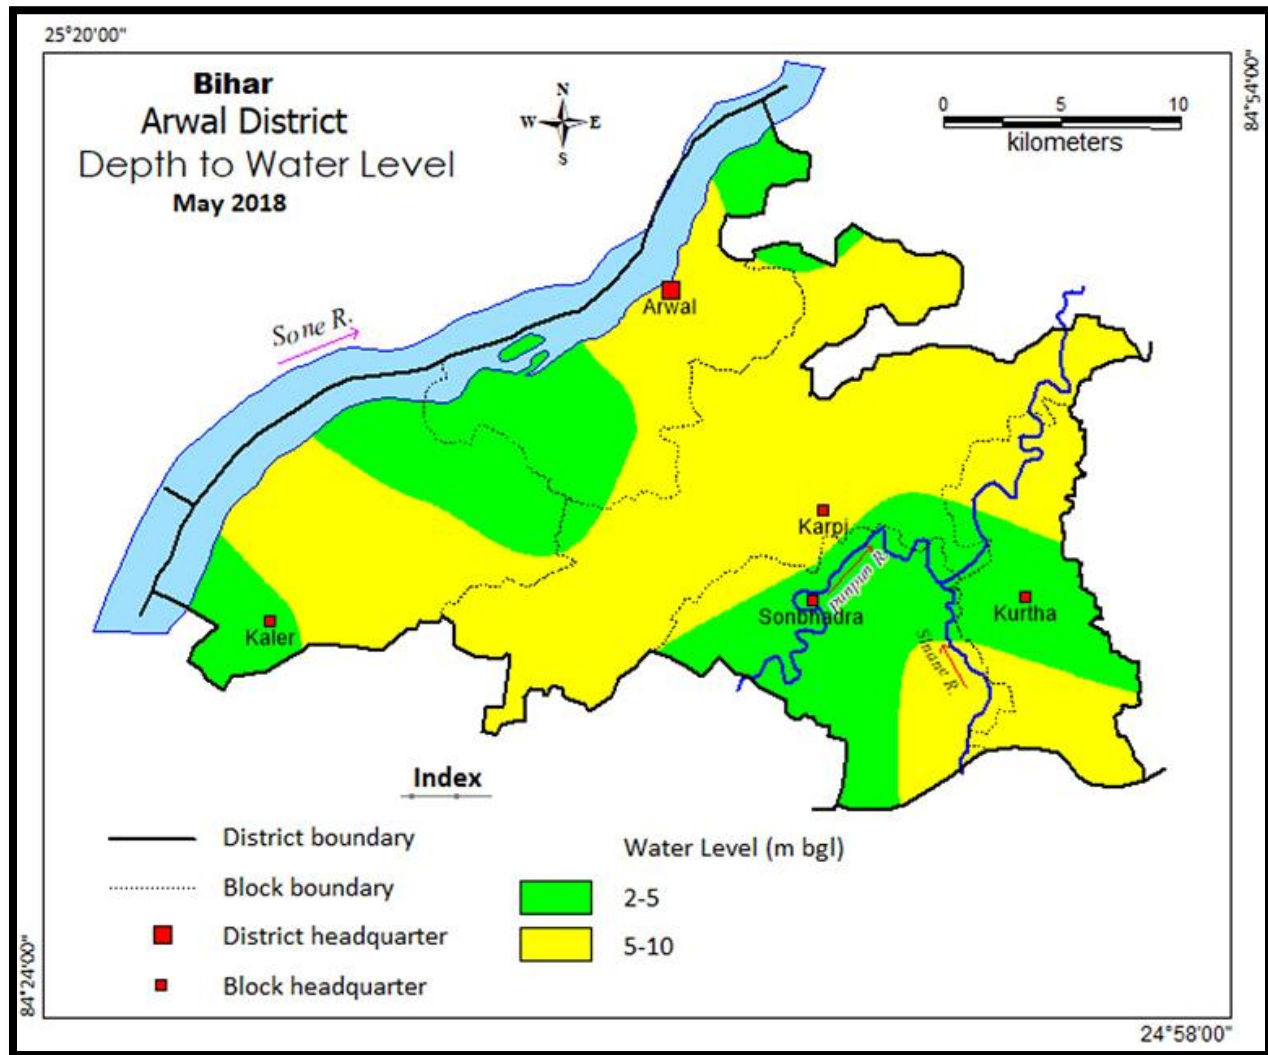 25°20'00"
84°54'00"
Bihar
Arwal District
Depth to Water Level
May 2018
N
W E
S
0 5 10
kilometers
Sone R.
Arwal
Karpi
Punpun R.
Sonbhadra
Kurtha
Kaler
Sinane R.
Index
District boundary
Block boundary
District headquarter
Block headquarter
Water Level (m bgl)
2-5
5-10
84°24'00"
24°58'00"